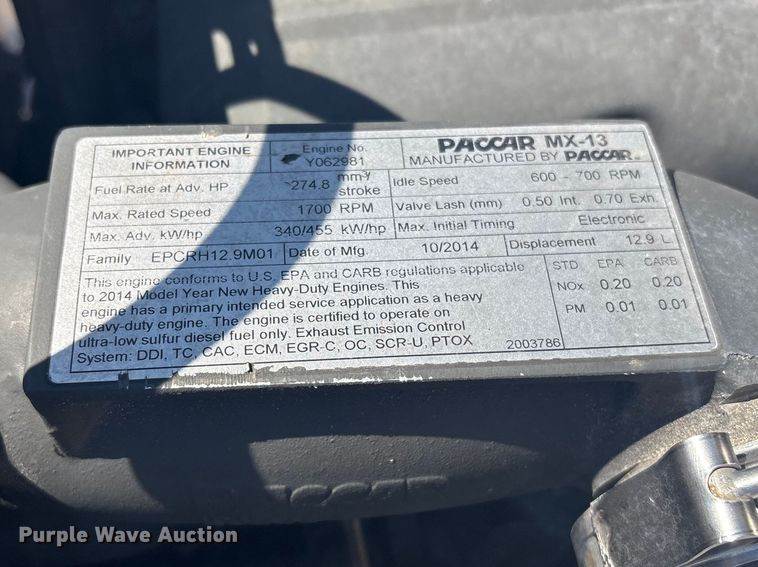 IMPORTANT ENGINE INFORMATION
Engine No. Y062981
PACCAR MX-13
MANUFACTURED BY PACCAR
Fuel Rate at Adv. HP 274.8 mm³/stroke
Idle Speed 600 - 700 RPM
Max. Rated Speed 1700 RPM
Valve Lash (mm) 0.50 Int. 0.70 Exh.
Max. Adv. kW/hp 340/455 kW/hp
Max. Initial Timing Electronic
Family EPCRH12.9M01
Date of Mfg. 10/2014
Displacement 12.9 L
This engine conforms to U.S. EPA and CARB regulations applicable
to 2014 Model Year New Heavy-Duty Engines. This
engine has a primary intended service application as a heavy
heavy-duty engine. The engine is certified to operate on
ultra-low sulfur diesel fuel only. Exhaust Emission Control
System: DDI, TC, CAC, ECM, EGR-C, OC, SCR-U, PTOX
2003786
STD EPA CARB
NOx 0.20 0.20
PM 0.01 0.01
PACCAR
Purple Wave Auction